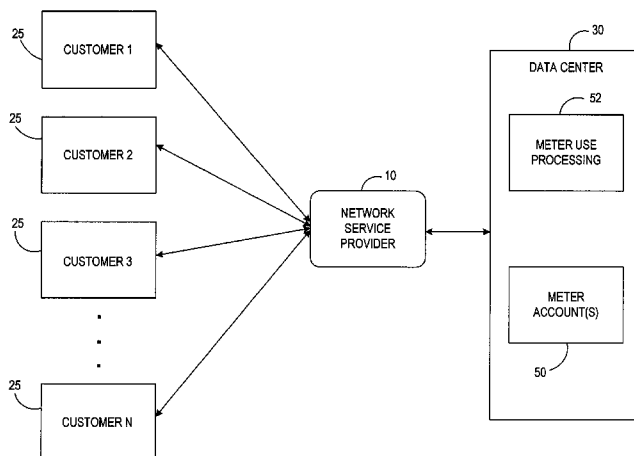 25
CUSTOMER 1
25
CUSTOMER 2
25
CUSTOMER 3
25
CUSTOMER N
10
NETWORK
SERVICE
PROVIDER
30
DATA CENTER
52
METER USE
PROCESSING
METER
ACCOUNT(S)
50